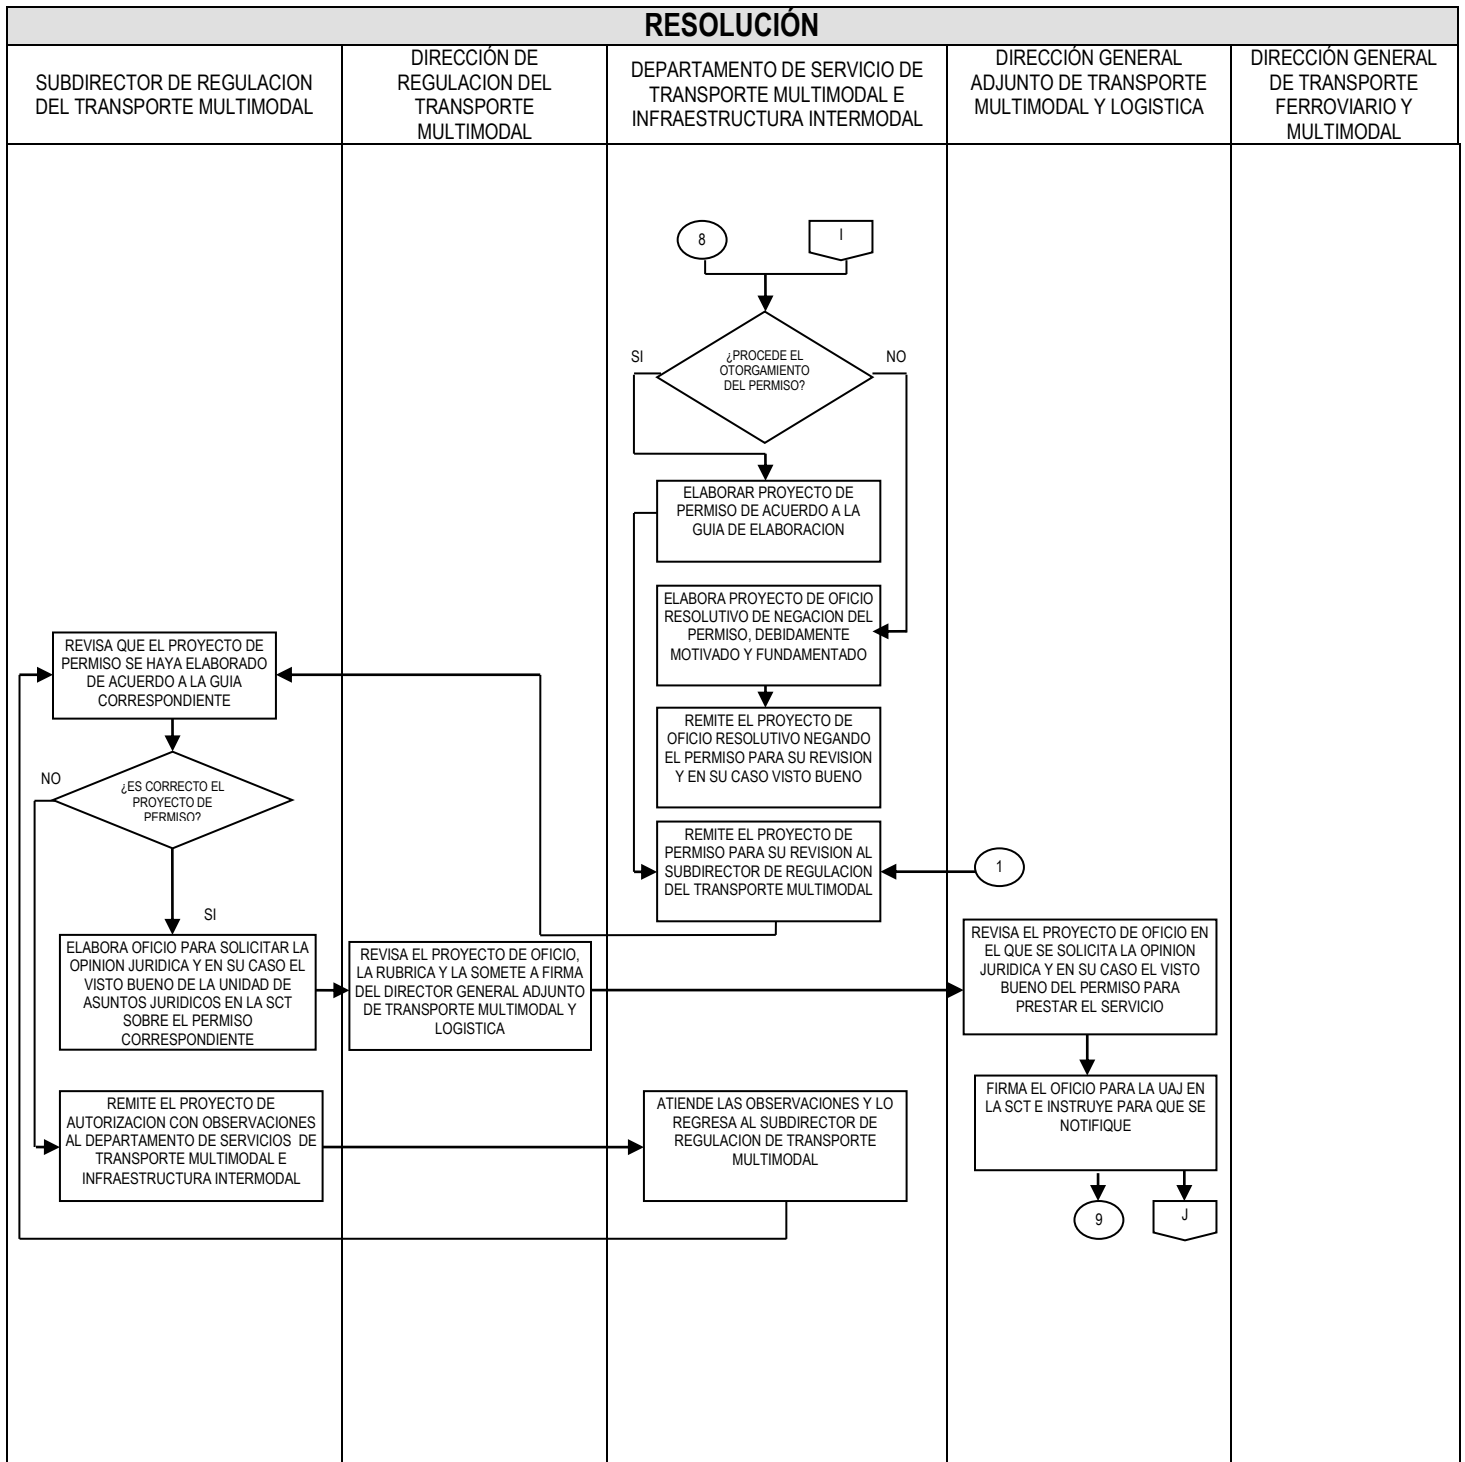 RESOLUCIÓN
SUBDIRECTOR DE REGULACION
DEL TRANSPORTE MULTIMODAL
DIRECCIÓN DE
REGULACION DEL
TRANSPORTE
MULTIMODAL
DEPARTAMENTO DE SERVICIO DE
TRANSPORTE MULTIMODAL E
INFRAESTRUCTURA INTERMODAL
DIRECCIÓN GENERAL
ADJUNTO DE TRANSPORTE
MULTIMODAL Y LOGISTICA
DIRECCIÓN GENERAL
DE TRANSPORTE
FERROVIARIO Y
MULTIMODAL
8
I
SI
¿PROCEDE EL
OTORGAMIENTO
DEL PERMISO?
NO
ELABORAR PROYECTO DE
PERMISO DE ACUERDO A LA
GUIA DE ELABORACION
ELABORA PROYECTO DE OFICIO
RESOLUTIVO DE NEGACION DEL
PERMISO, DEBIDAMENTE
MOTIVADO Y FUNDAMENTADO
REVISA QUE EL PROYECTO DE
PERMISO SE HAYA ELABORADO
DE ACUERDO A LA GUIA
CORRESPONDIENTE
REMITE EL PROYECTO DE
OFICIO RESOLUTIVO NEGANDO
EL PERMISO PARA SU REVISION
Y EN SU CASO VISTO BUENO
NO
¿ES CORRECTO EL
PROYECTO DE
PERMISO?
REMITE EL PROYECTO DE
PERMISO PARA SU REVISION AL
SUBDIRECTOR DE REGULACION
DEL TRANSPORTE MULTIMODAL
1
SI
ELABORA OFICIO PARA SOLICITAR LA
OPINION JURIDICA Y EN SU CASO EL
VISTO BUENO DE LA UNIDAD DE
ASUNTOS JURIDICOS EN LA SCT
SOBRE EL PERMISO
CORRESPONDIENTE
REVISA EL PROYECTO DE OFICIO,
LA RUBRICA Y LA SOMETE A FIRMA
DEL DIRECTOR GENERAL ADJUNTO
DE TRANSPORTE MULTIMODAL Y
LOGISTICA
REVISA EL PROYECTO DE OFICIO EN
EL QUE SE SOLICITA LA OPINION
JURIDICA Y EN SU CASO EL VISTO
BUENO DEL PERMISO PARA
PRESTAR EL SERVICIO
FIRMA EL OFICIO PARA LA UAJ EN
LA SCT E INSTRUYE PARA QUE SE
NOTIFIQUE
REMITE EL PROYECTO DE
AUTORIZACION CON OBSERVACIONES
AL DEPARTAMENTO DE SERVICIOS DE
TRANSPORTE MULTIMODAL E
INFRAESTRUCTURA INTERMODAL
ATIENDE LAS OBSERVACIONES Y LO
REGRESA AL SUBDIRECTOR DE
REGULACION DE TRANSPORTE
MULTIMODAL
9
J